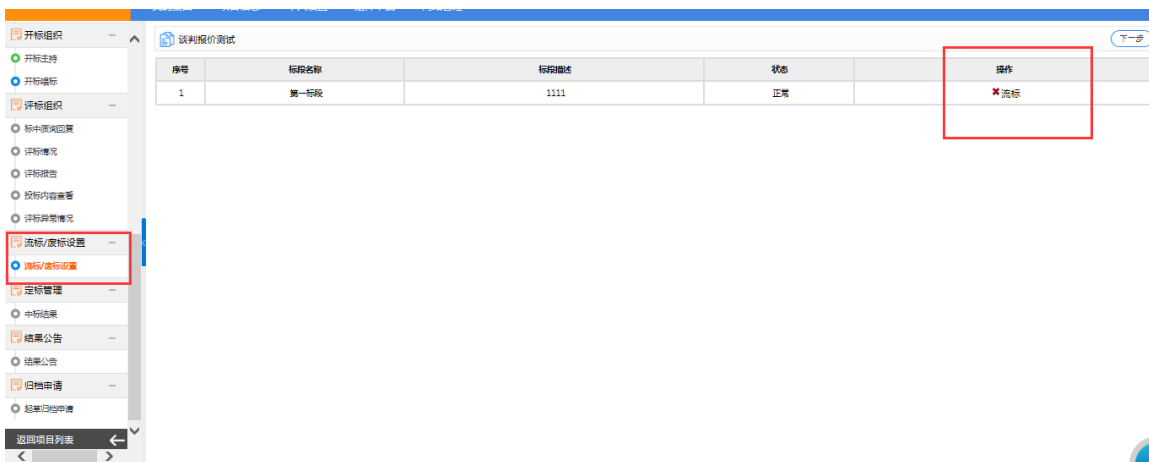 开标组织
开标主持
开标唱标
评标组织
标中质询回复
评标情况
评标报告
投标内容查看
评标异常情况
流标/废标设置
流标/废标设置
定标管理
中标结果
结果公告
结果公告
归档申请
起草归档申请
返回项目列表
谈判报价测试
下一步
序号 标段名称 标段描述 状态 操作
1 第一标段 1111 正常 流标